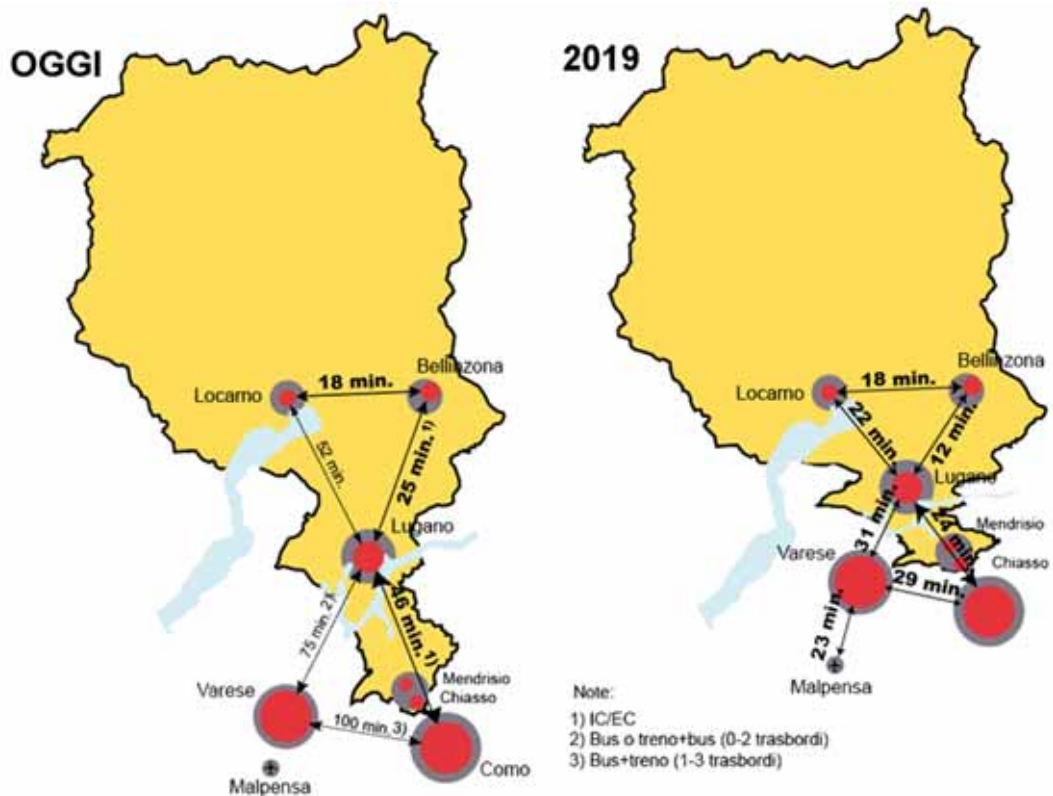 OGGI
Bellinzona
Locarno
18 min.
52 min.
25 min. 1)
Lugano
75 min. 2)
46 min. 1)
Mendrisio
Chiasso
Varese
100 min. 3)
Como
Malpensa
2019
Bellinzona
Locarno
18 min.
22 min.
12 min.
Lugano
31 min.
24 min.
Mendrisio
Chiasso
Varese
29 min.
23 min.
Malpensa
Note:
1) IC/EC
2) Bus o treno+bus (0-2 trasbordi)
3) Bus+treno (1-3 trasbordi)